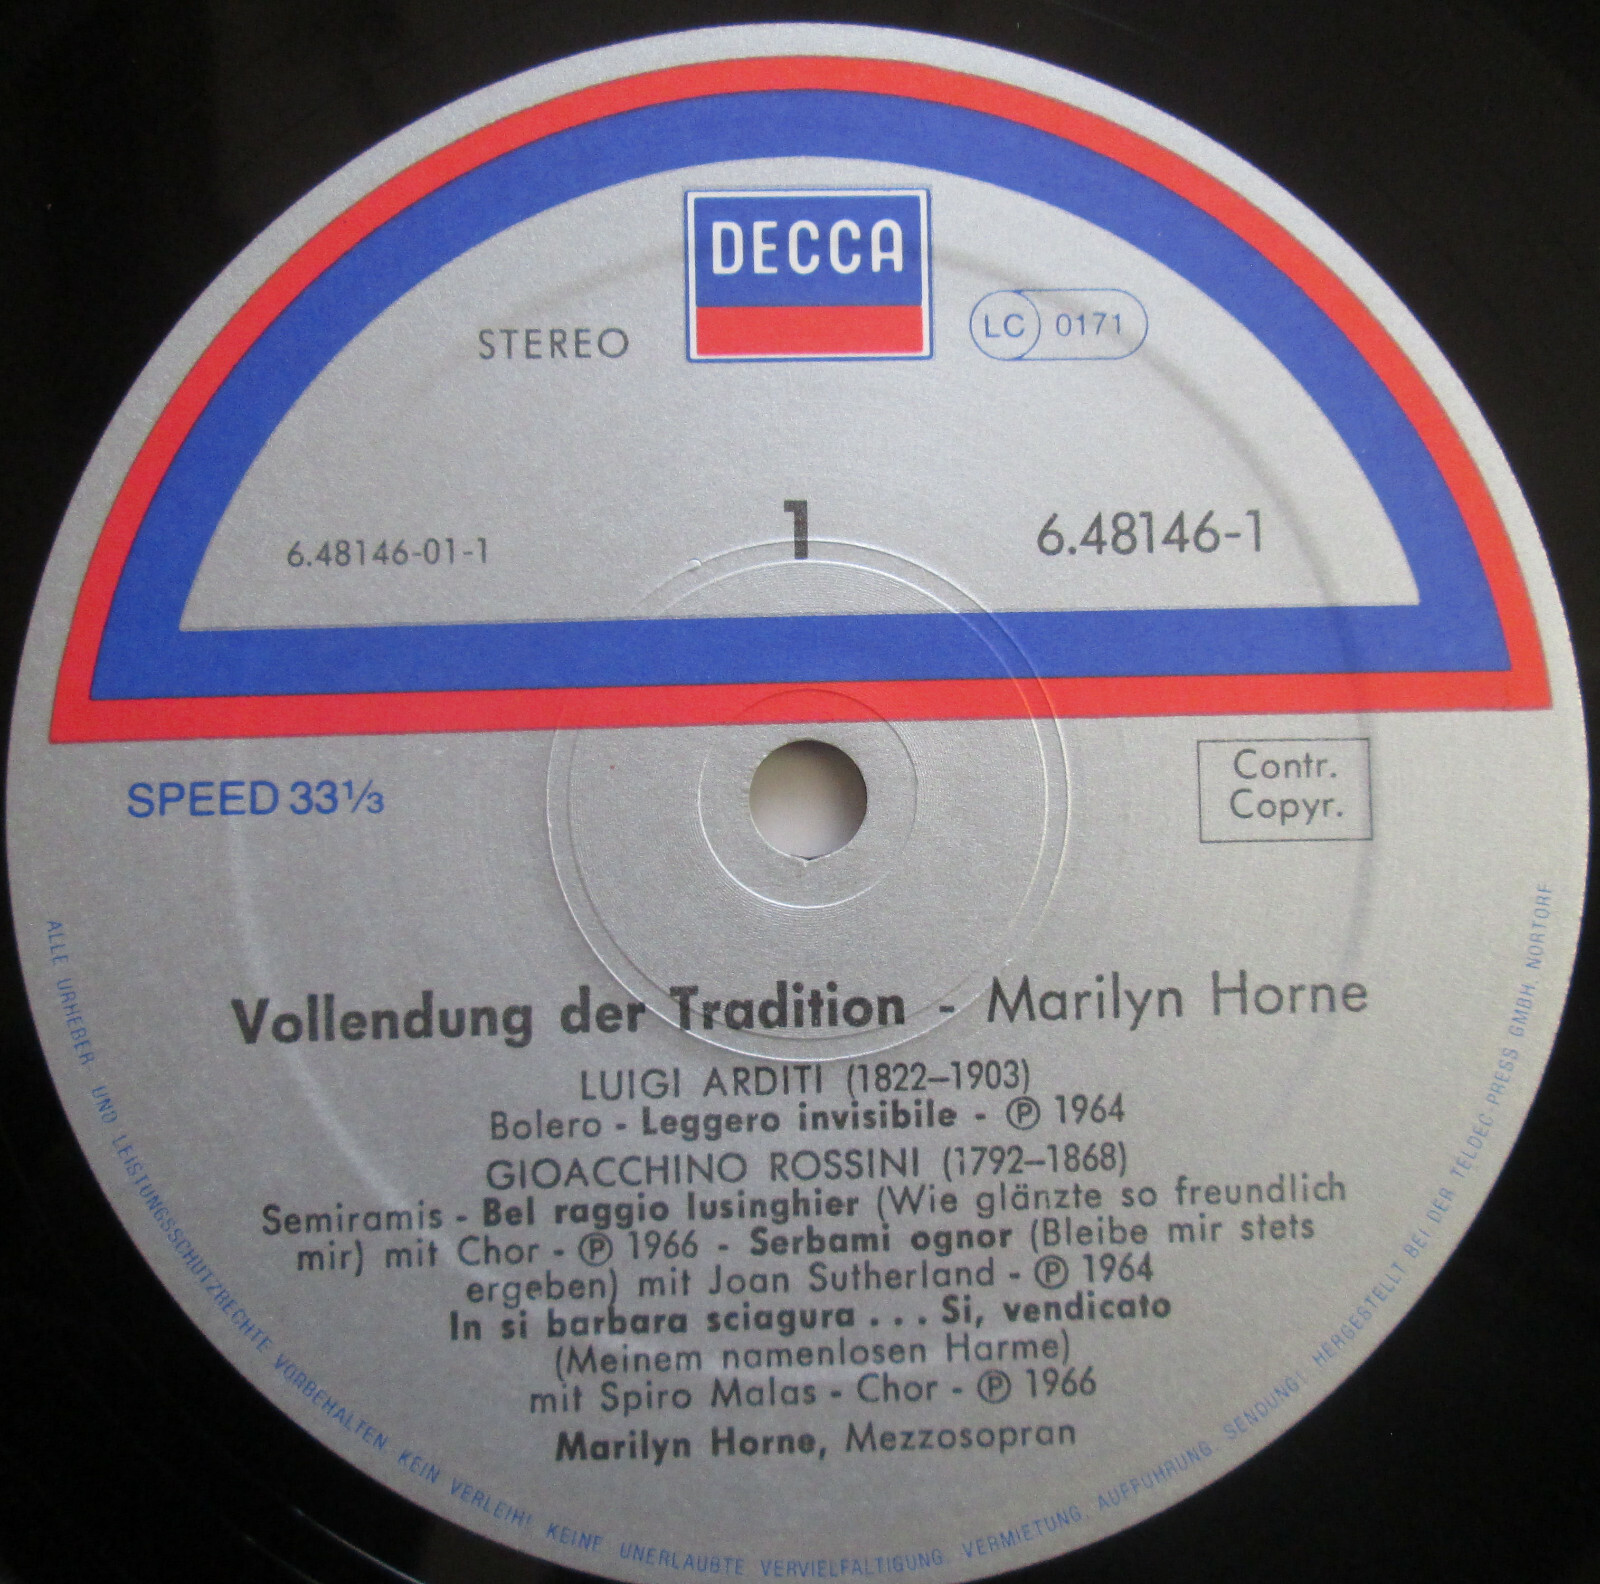 DECCA
STEREO
LC 0171
1
6.48146-01-1
6.48146-1
SPEED 33⅓
Contr.
Copyr.
Vollendung der Tradition - Marilyn Horne
LUIGI ARDITI (1822–1903)
Bolero - Leggero invisibile - ℗ 1964
GIOACCHINO ROSSINI (1792–1868)
Semiramis - Bel raggio lusinghier (Wie glänzte so freundlich
mir) mit Chor - ℗ 1966 - Serbami ognor (Bleibe mir stets
ergeben) mit Joan Sutherland - ℗ 1964
In si barbara sciagura . . . Si, vendicato
(Meinem namenlosen Harme)
mit Spiro Malas - Chor - ℗ 1966
Marilyn Horne, Mezzosopran
ALLE URHEBER- UND LEISTUNGSSCHUTZRECHTE VORBEHALTEN. KEIN VERLEIH! KEINE UNERLAUBTE VERVIELFÄLTIGUNG, VERMIETUNG, AUFFÜHRUNG, SENDUNG! HERGESTELLT BEI DER TELDEC-PRESS GMBH, NORTORF